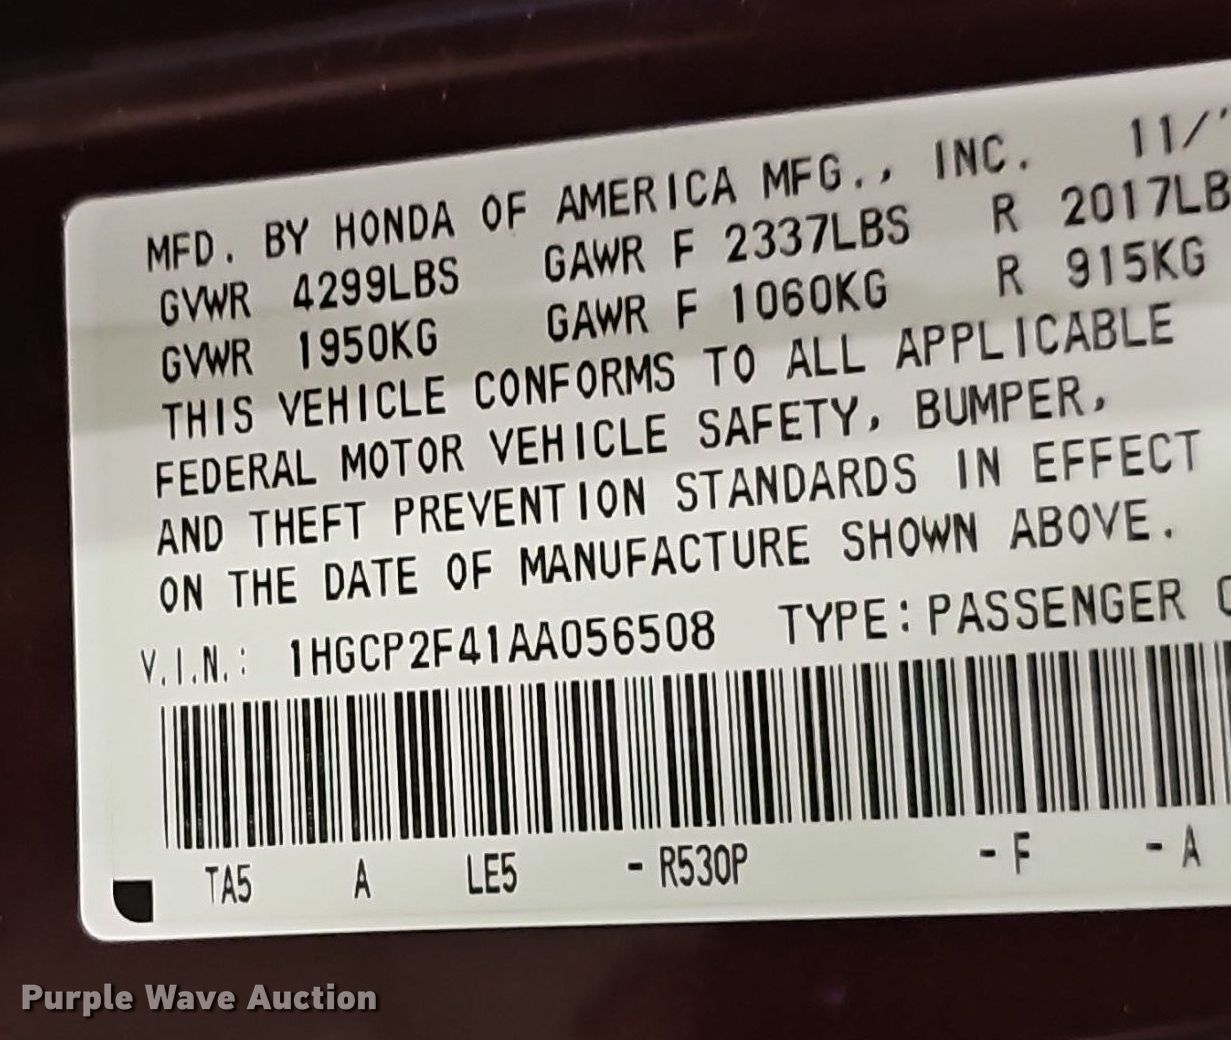 MFD. BY HONDA OF AMERICA MFG., INC. 11/
GVWR 4299LBS GAWR F 2337LBS R 2017LB
GVWR 1950KG GAWR F 1060KG R 915KG
THIS VEHICLE CONFORMS TO ALL APPLICABLE
FEDERAL MOTOR VEHICLE SAFETY, BUMPER,
AND THEFT PREVENTION STANDARDS IN EFFECT
ON THE DATE OF MANUFACTURE SHOWN ABOVE.
V.I.N.: 1HGCP2F41AA056508 TYPE: PASSENGER
TA5 A LE5 -R530P -F -A
Purple Wave Auction